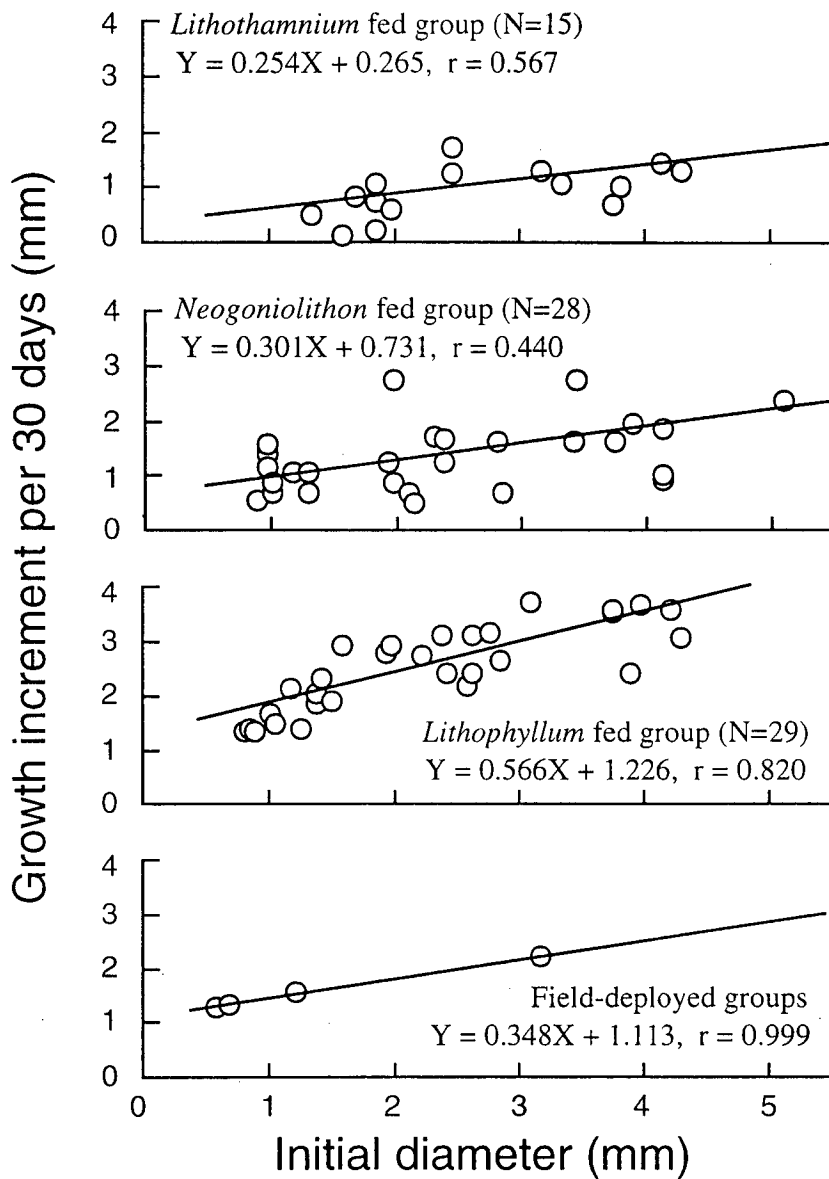 Growth increment per 30 days (mm)
4
3
2
1
0
Lithothamnium fed group (N=15)
Y = 0.254X + 0.265, r = 0.567
4
3
2
1
0
Neogoniolithon fed group (N=28)
Y = 0.301X + 0.731, r = 0.440
4
3
2
1
0
Lithophyllum fed group (N=29)
Y = 0.566X + 1.226, r = 0.820
4
3
2
1
0
Field-deployed groups
Y = 0.348X + 1.113, r = 0.999
0 1 2 3 4 5
Initial diameter (mm)